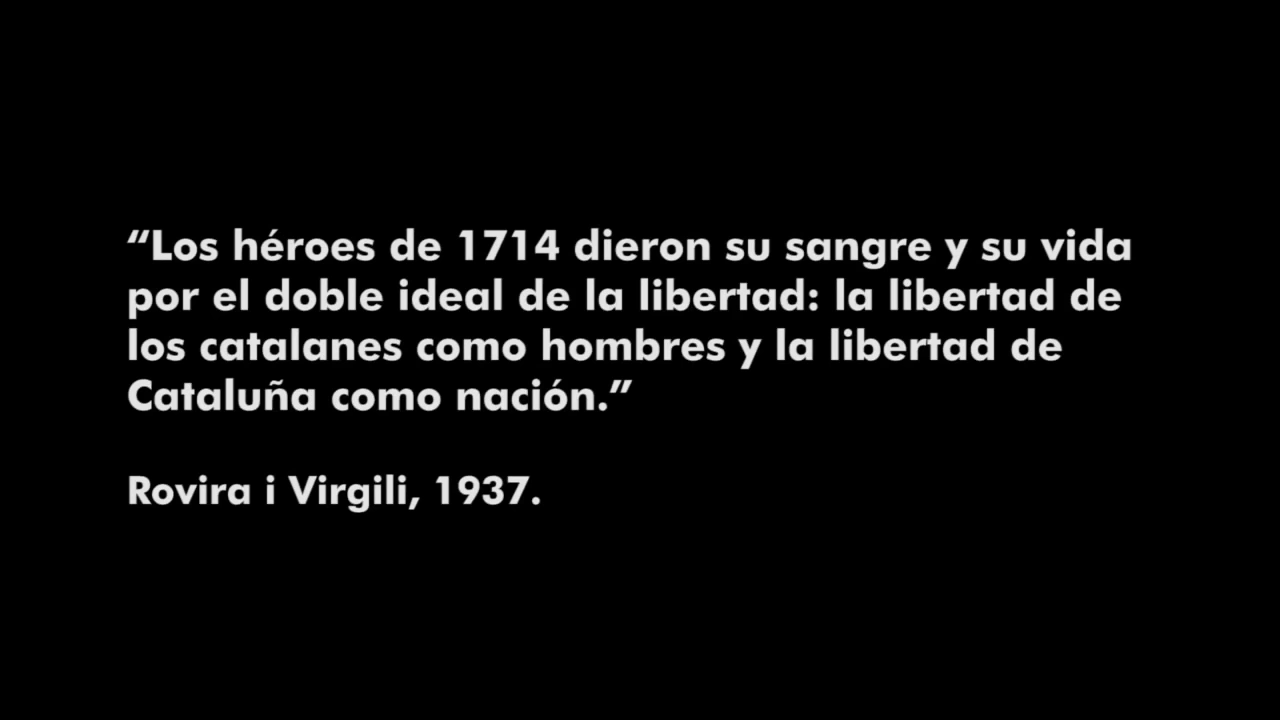 “Los héroes de 1714 dieron su sangre y su vida
por el doble ideal de la libertad: la libertad de
los catalanes como hombres y la libertad de
Cataluña como nación.”
Rovira i Virgili, 1937.